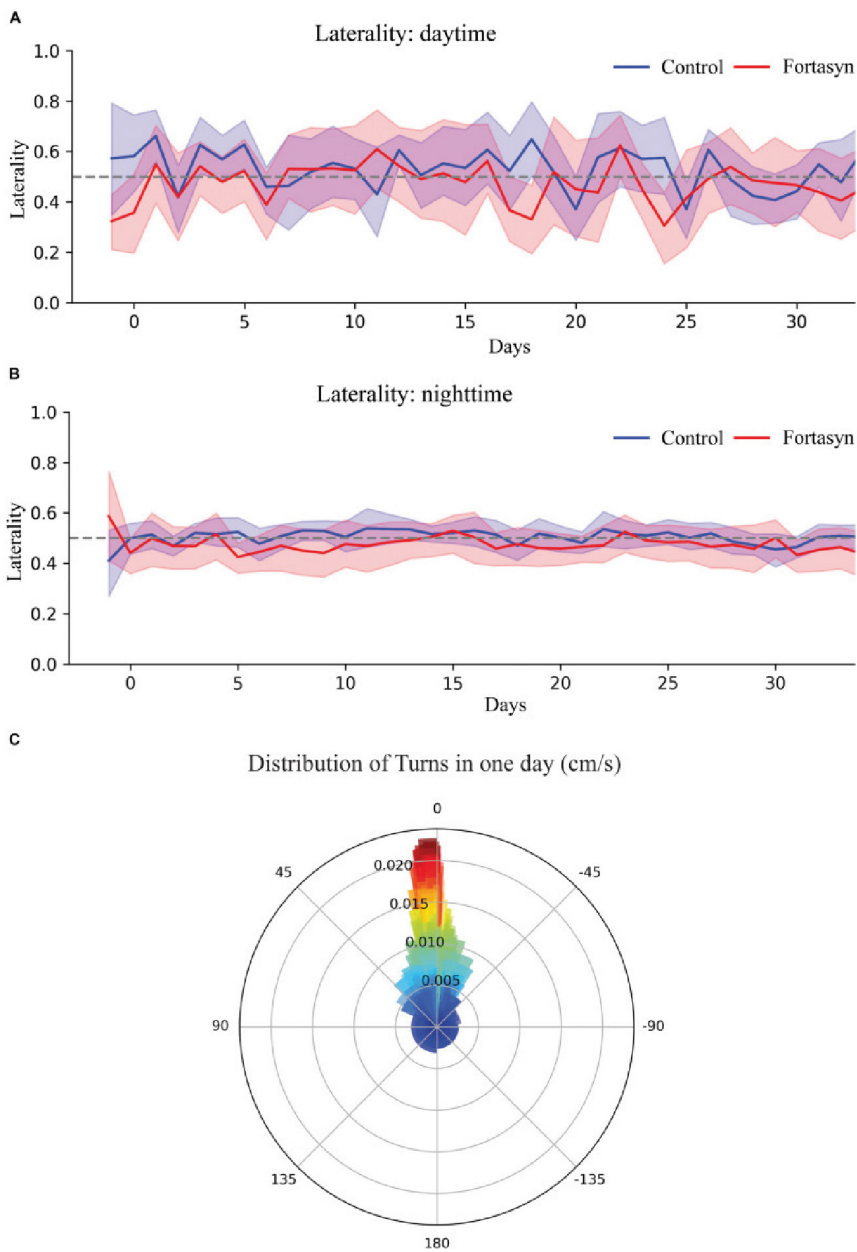 A
Laterality: daytime
Control Fortasyn
1.0
0.8
0.6
0.4
0.2
0.0
Laterality
0 5 10 15 20 25 30
Days
B
Laterality: nighttime
Control Fortasyn
1.0
0.8
0.6
0.4
0.2
0.0
Laterality
0 5 10 15 20 25 30
Days
C
Distribution of Turns in one day (cm/s)
0
45 -45
0.020
0.015
0.010
0.005
90 -90
135 -135
180